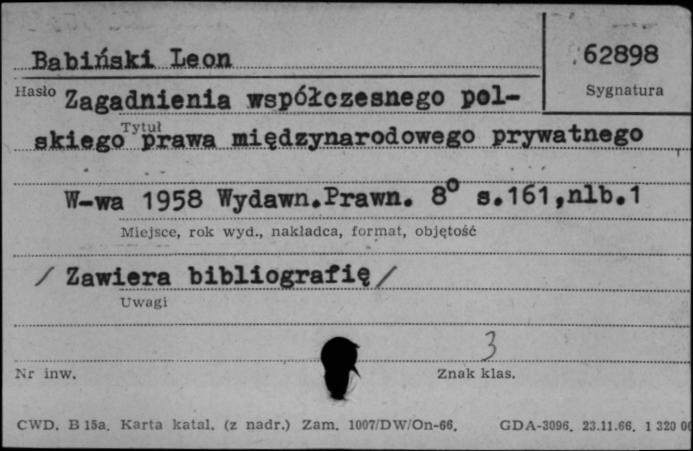 Babiński Leon
62898
Hasło
Sygnatura
Zagadnienia współczesnego pol-
Tytuł
skiego prawa międzynarodowego prywatnego
W-wa 1958 Wydawn.Prawn. 8° s.161,nlb.1
Miejsce, rok wyd., nakładca, format, objętość
/ Zawiera bibliografię /
Uwagi
3
Nr inw.
Znak klas.
CWD. B 15a. Karta katal. (z nadr.) Zam. 1007/DW/On-66. GDA-3096. 23.11.66. 1 320 00